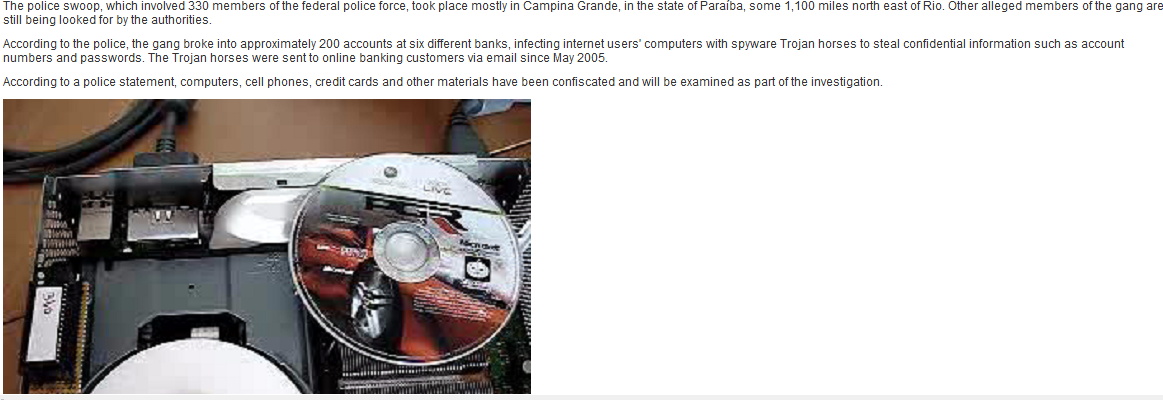 The police swoop, which involved 330 members of the federal police force, took place mostly in Campina Grande, in the state of Paraíba, some 1,100 miles north east of Rio. Other alleged members of the gang are
still being looked for by the authorities.
According to the police, the gang broke into approximately 200 accounts at six different banks, infecting internet users' computers with spyware Trojan horses to steal confidential information such as account
numbers and passwords. The Trojan horses were sent to online banking customers via email since May 2005.
According to a police statement, computers, cell phones, credit cards and other materials have been confiscated and will be examined as part of the investigation.
LIVE
PGR
Microsoft